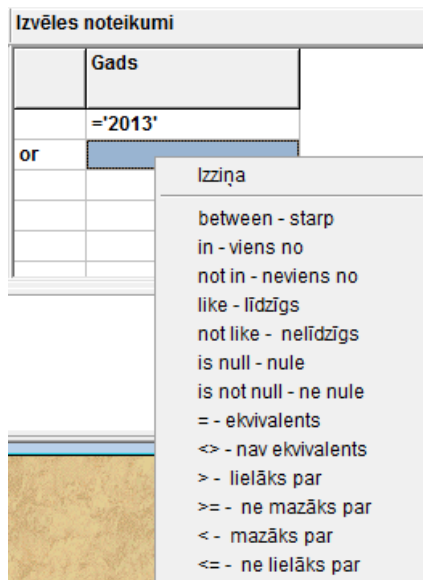 Izvēles noteikumi
Gads
='2013'
or
Izziņa
between - starp
in - viens no
not in - neviens no
like - līdzīgs
not like -  nelīdzīgs
is null - nule
is not null - ne nule
= - ekvivalents
<> - nav ekvivalents
> -  lielāks par
>= -  ne mazāks par
< -  mazāks par
<= -  ne lielāks par